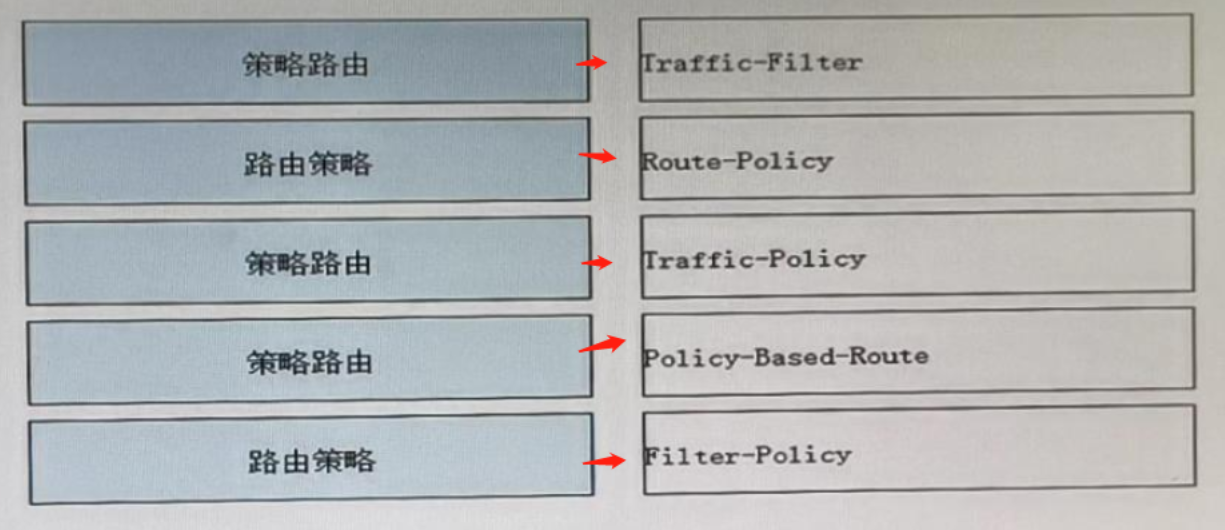 策略路由 Traffic-Filter
路由策略 Route-Policy
策略路由 Traffic-Policy
策略路由 Policy-Based-Route
路由策略 Filter-Policy